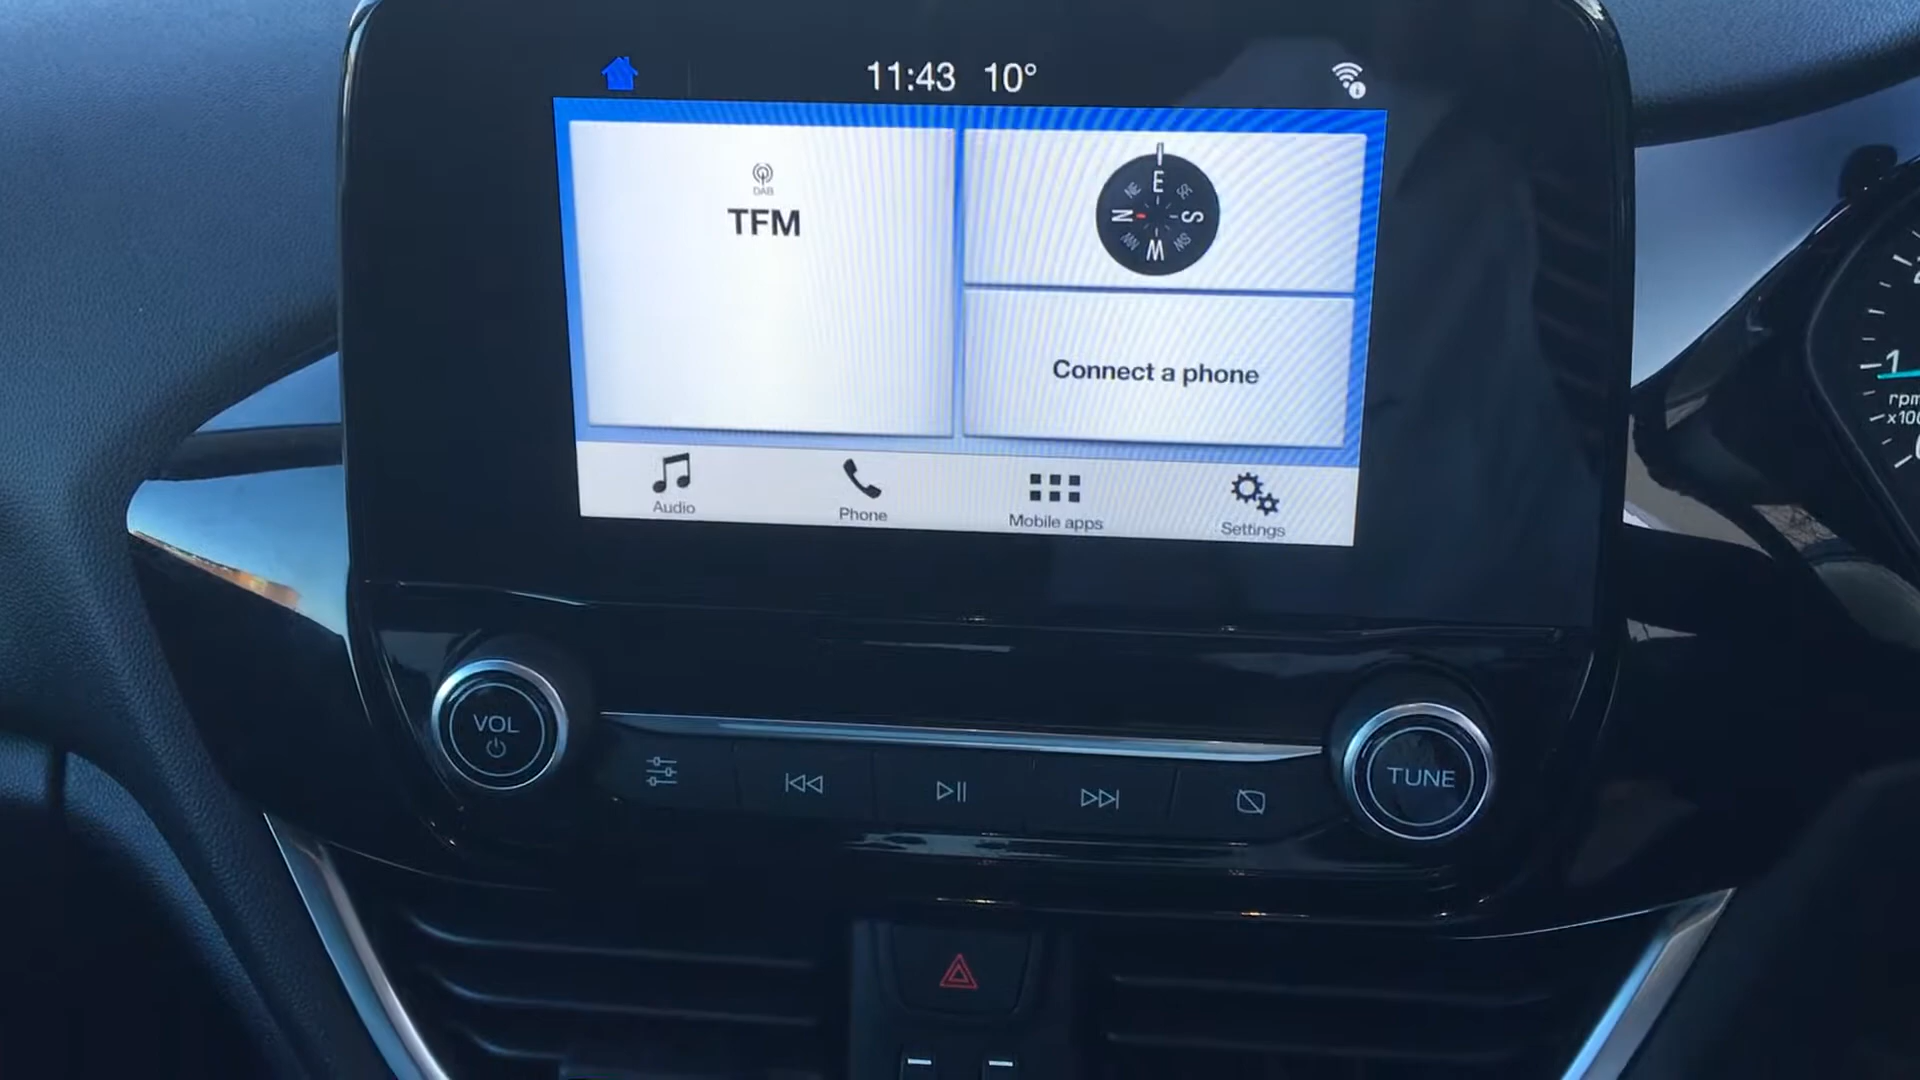 11:43 10°
DAB
TFM
E
NE SE
N S
NW SW
W
Connect a phone
Audio Phone Mobile apps Settings
1
rpm
VOL
TUNE